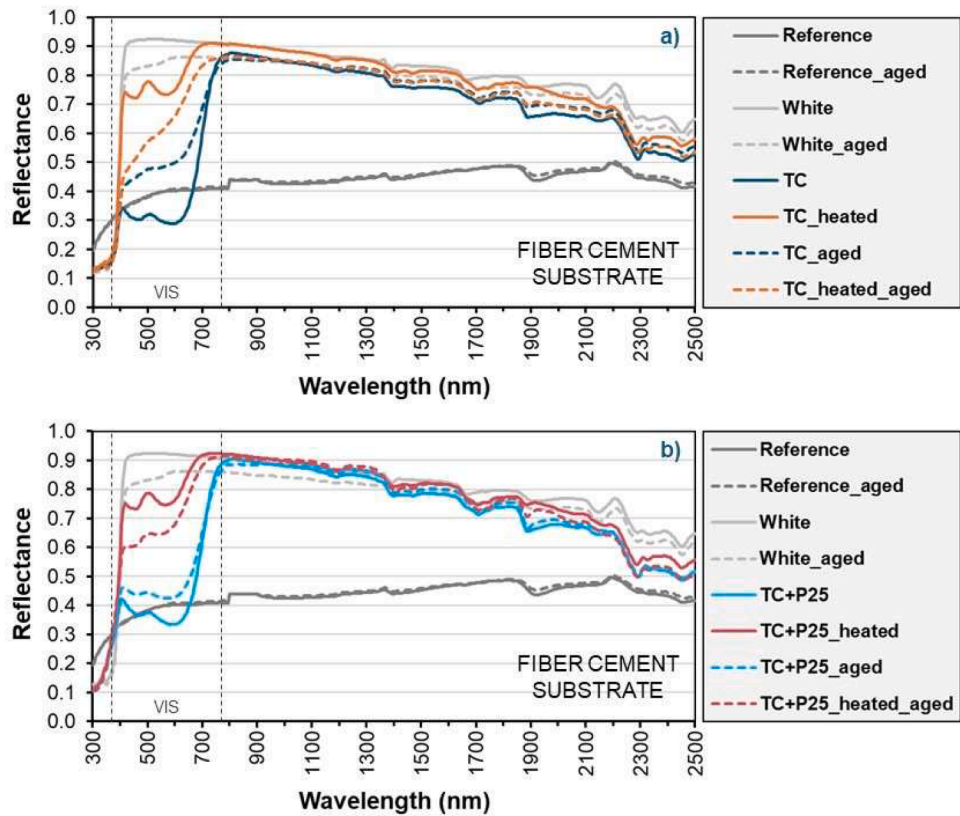 a)
1.0
0.9
0.8
0.7
0.6
0.5
0.4
0.3
0.2
0.1
0.0
Reflectance
VIS
FIBER CEMENT
SUBSTRATE
300
500
700
900
1100
1300
1500
1700
1900
2100
2300
2500
Wavelength (nm)
Reference
Reference_aged
White
White_aged
TC
TC_heated
TC_aged
TC_heated_aged
b)
1.0
0.9
0.8
0.7
0.6
0.5
0.4
0.3
0.2
0.1
0.0
Reflectance
VIS
FIBER CEMENT
SUBSTRATE
300
500
700
900
1100
1300
1500
1700
1900
2100
2300
2500
Wavelength (nm)
Reference
Reference_aged
White
White_aged
TC+P25
TC+P25_heated
TC+P25_aged
TC+P25_heated_aged